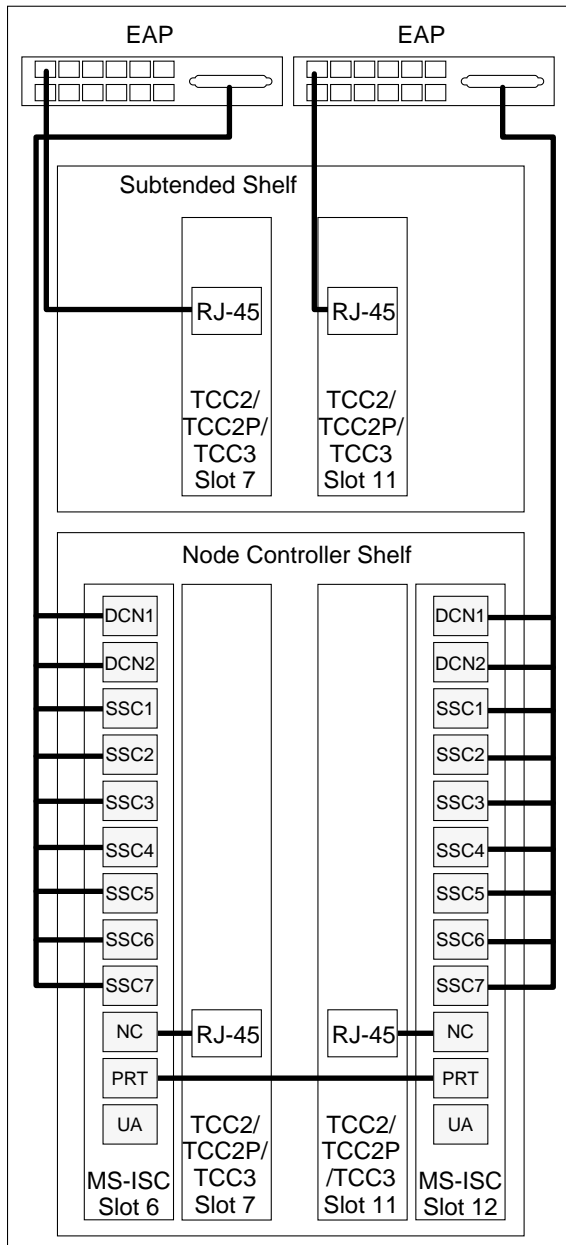 EAP
EAP
Subtended Shelf
RJ-45
RJ-45
TCC2/
TCC2P/
TCC3
Slot 7
TCC2/
TCC2P/
TCC3
Slot 11
Node Controller Shelf
DCN1
DCN2
SSC1
SSC2
SSC3
SSC4
SSC5
SSC6
SSC7
NC
PRT
UA
MS-ISC
Slot 6
RJ-45
TCC2/
TCC2P/
TCC3
Slot 7
RJ-45
TCC2/
TCC2P
/TCC3
Slot 11
DCN1
DCN2
SSC1
SSC2
SSC3
SSC4
SSC5
SSC6
SSC7
NC
PRT
UA
MS-ISC
Slot 12